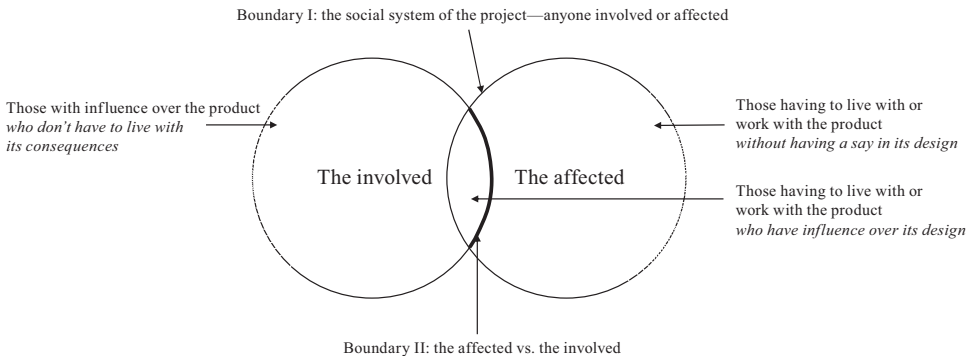 Boundary I: the social system of the project—anyone involved or affected
Those with influence over the product
who don't have to live with
its consequences
Those having to live with or
work with the product
without having a say in its design
The involved
The affected
Those having to live with or
work with the product
who have influence over its design
Boundary II: the affected vs. the involved